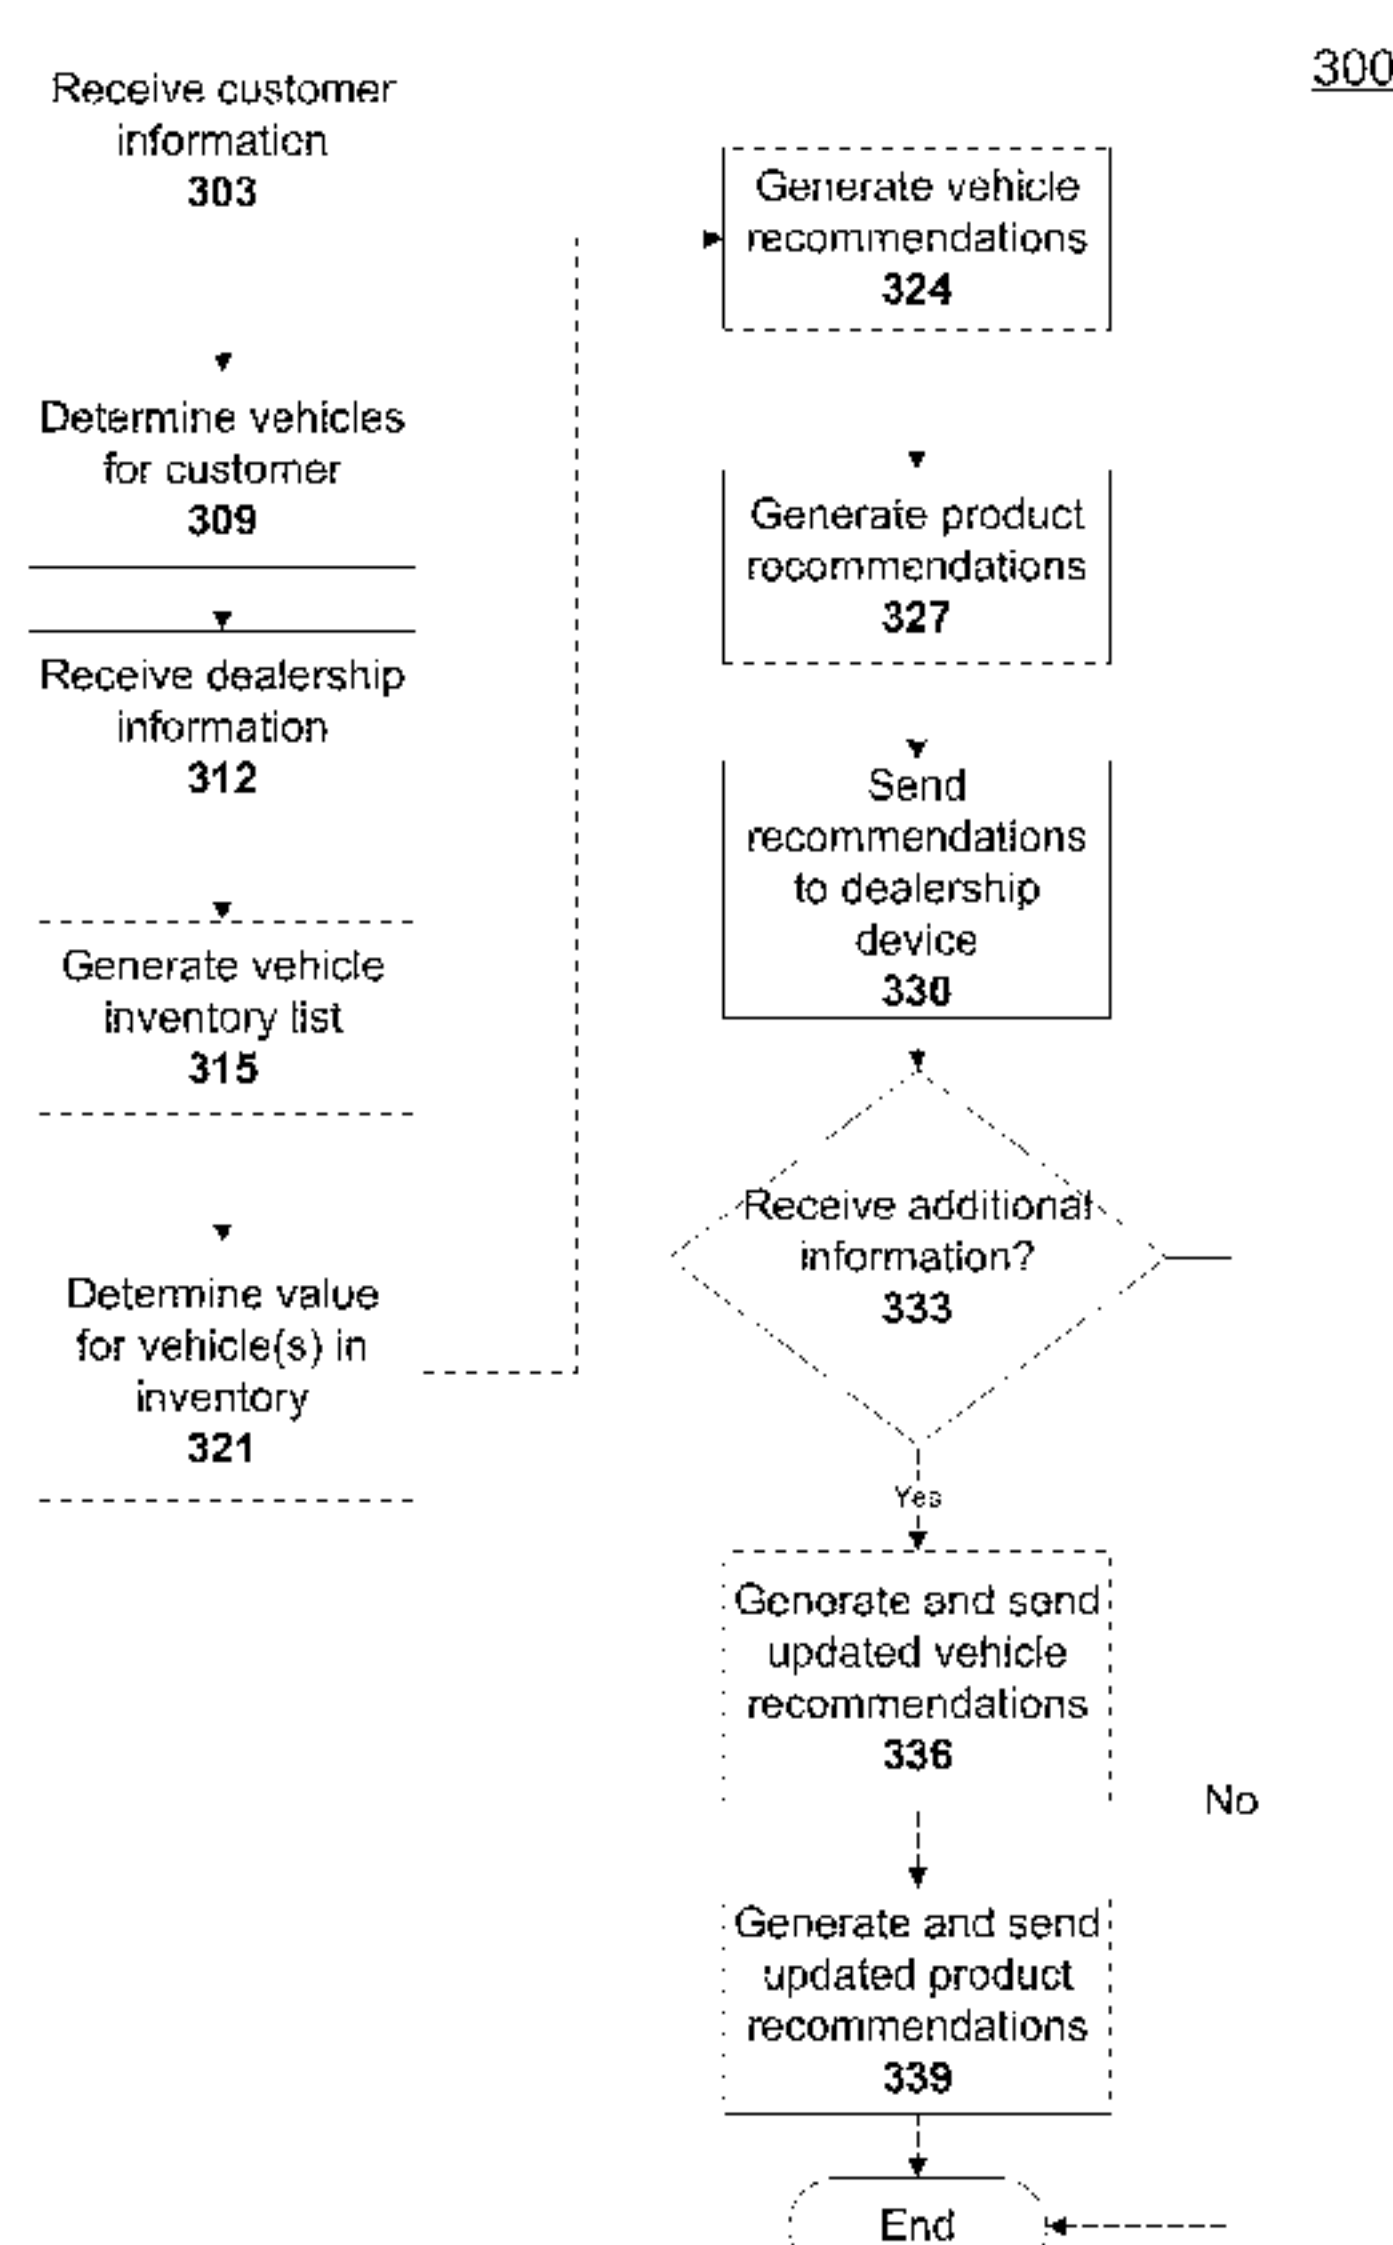 300
Receive customer
information
303
Determine vehicles
for customer
309
Receive dealership
information
312
Generate vehicle
inventory list
315
Determine value
for vehicle(s) in
inventory
321
Generate vehicle
recommendations
324
Generate product
recommendations
327
Send
recommendations
to dealership
device
330
Receive additional
information?
333
Yes
Generate and send
updated vehicle
recommendations
336
No
Generate and send
updated product
recommendations
339
End